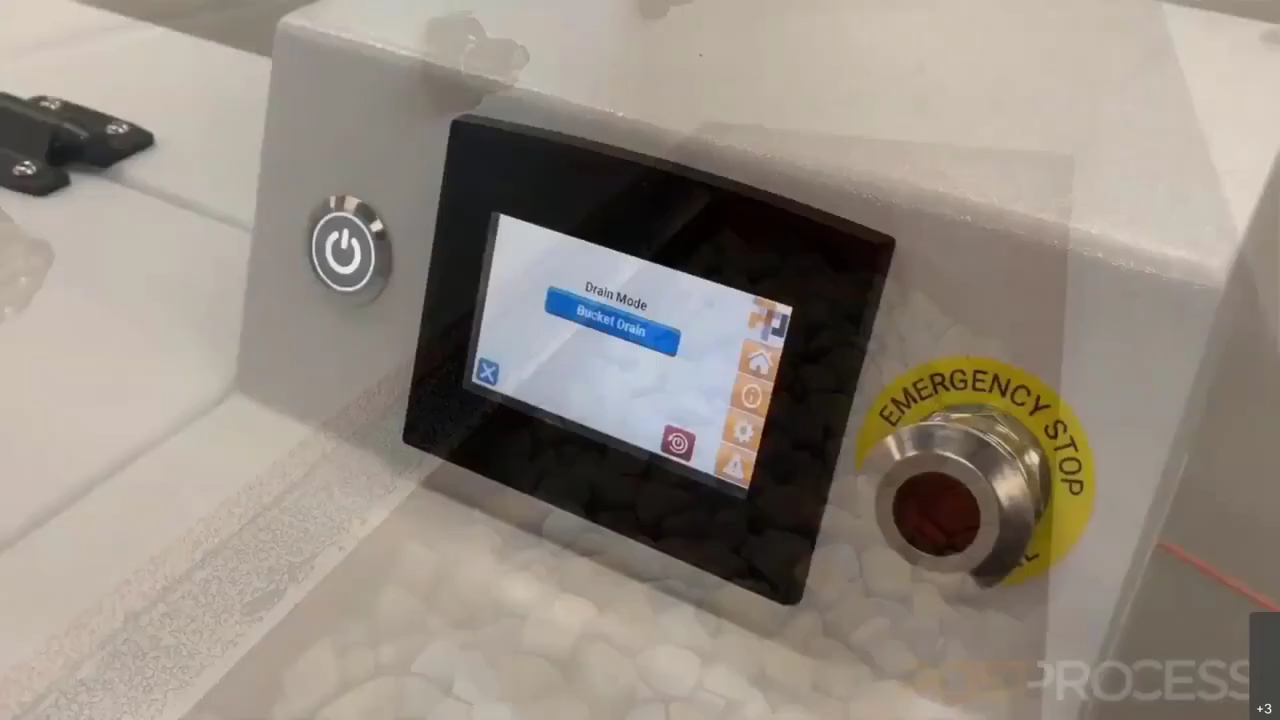 Drain Mode
Bucket Drain
EMERGENCY STOP
PROCESS
+3